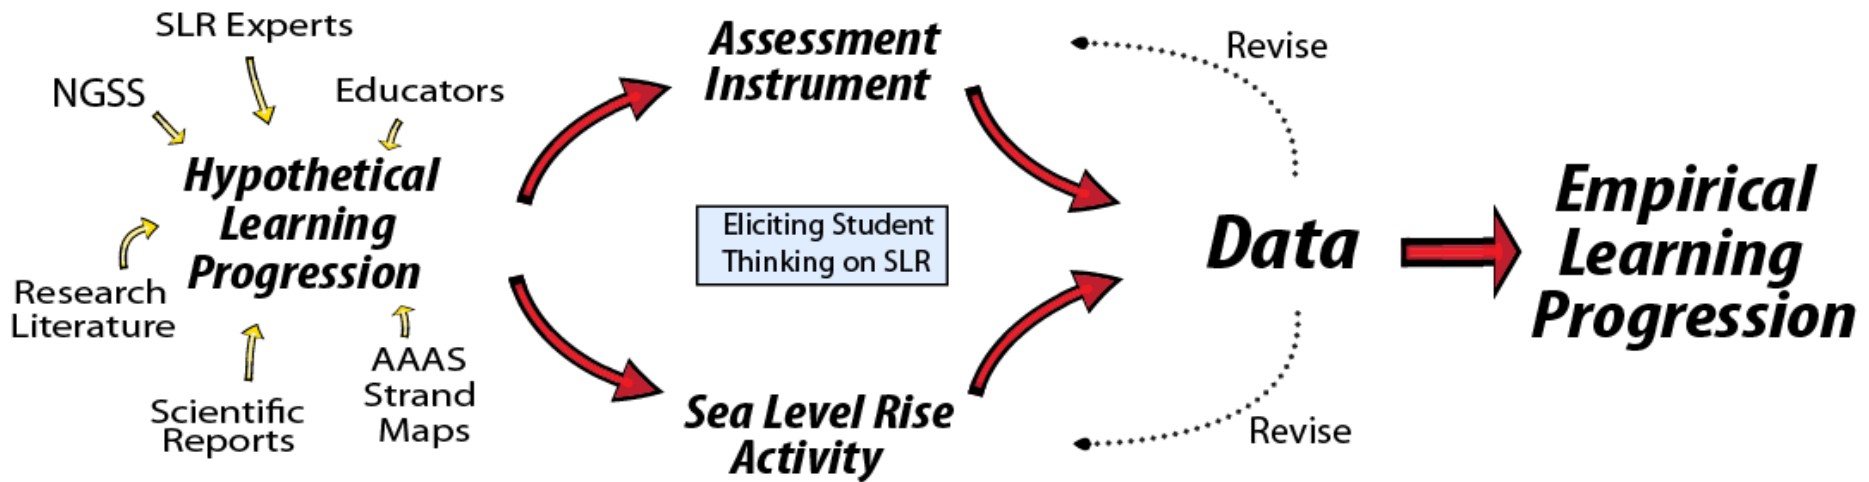 SLR Experts
NGSS
Educators
Hypothetical
Learning
Progression
Research
Literature
Scientific
Reports
AAAS
Strand
Maps
Assessment
Instrument
Eliciting Student
Thinking on SLR
Sea Level Rise
Activity
Revise
Data
Revise
Empirical
Learning
Progression